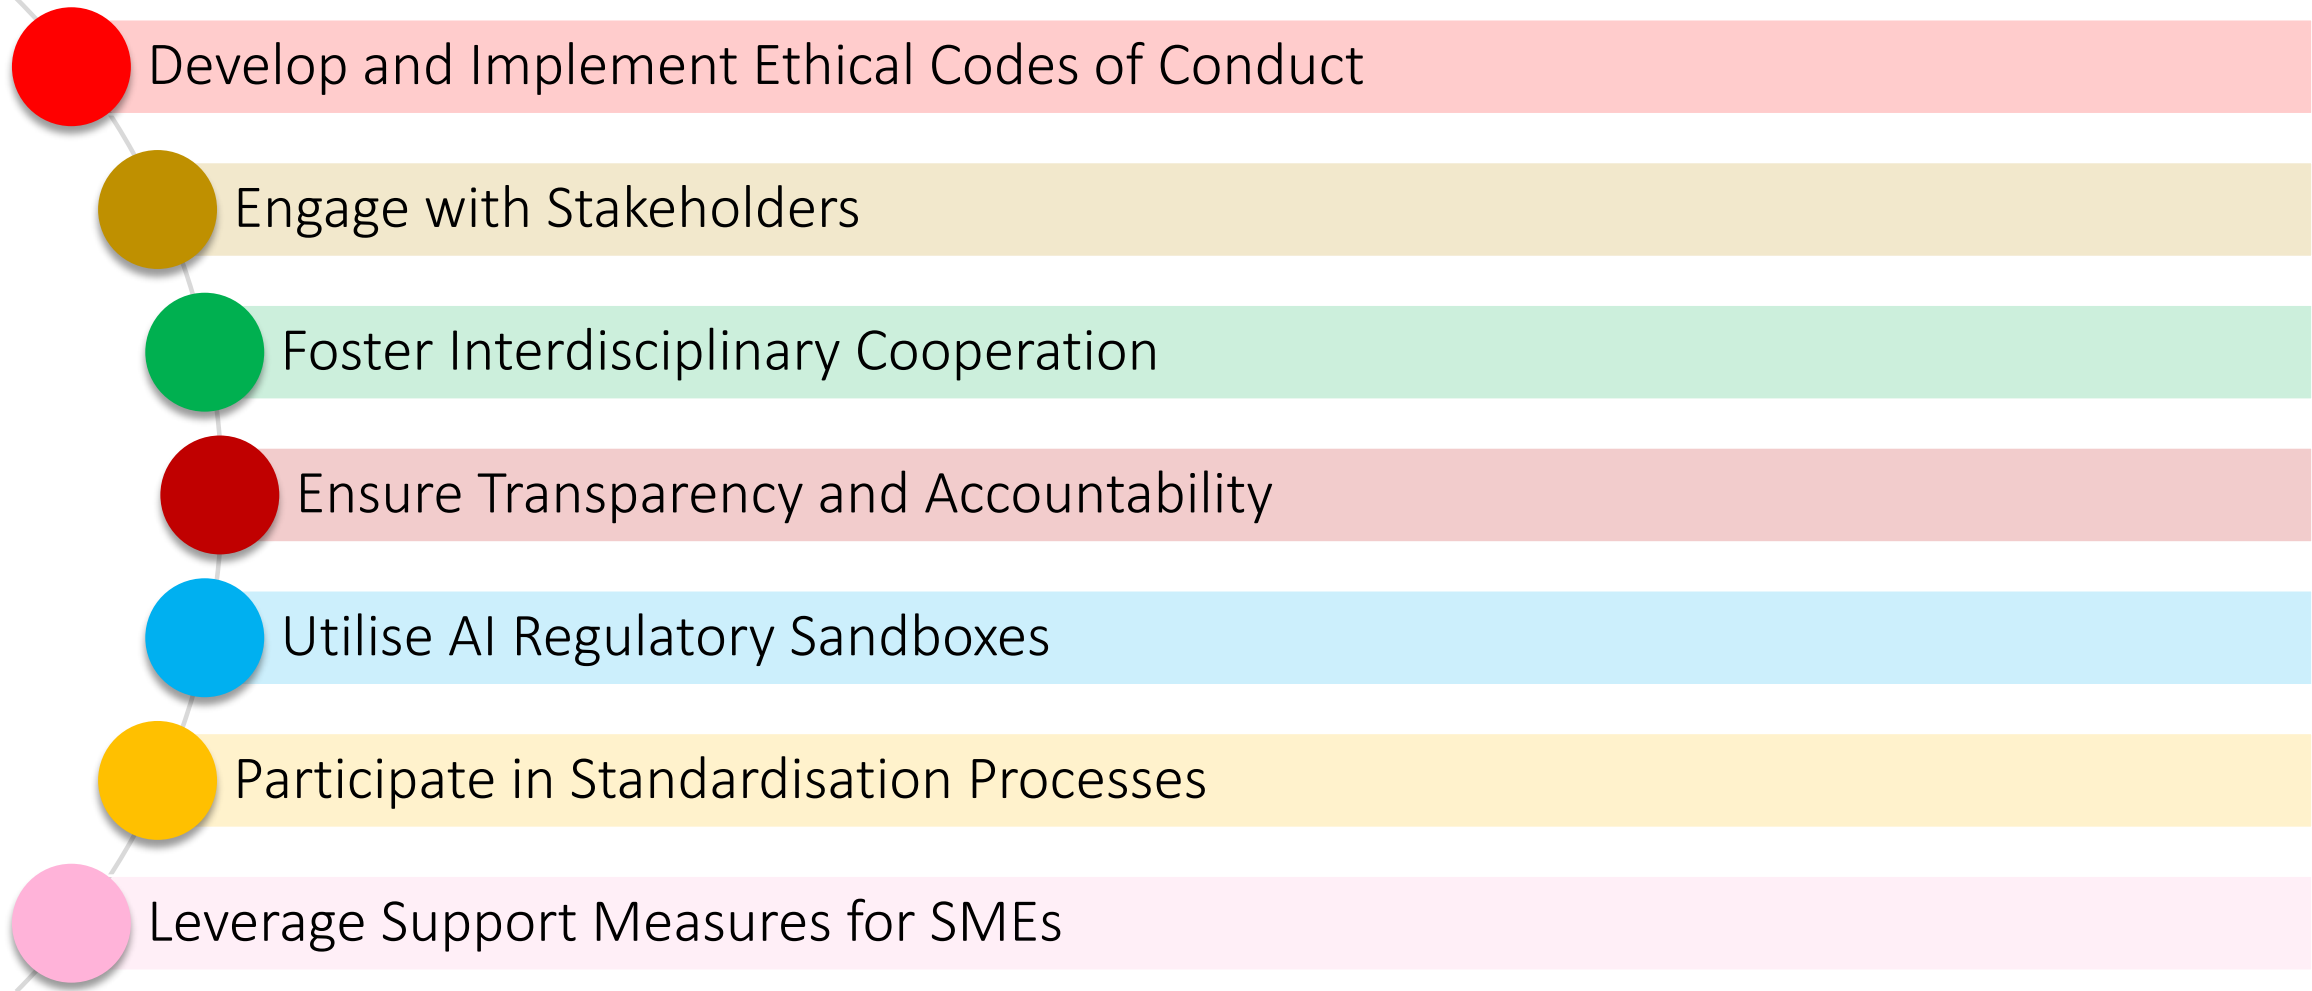 Develop and Implement Ethical Codes of Conduct
Engage with Stakeholders
Foster Interdisciplinary Cooperation
Ensure Transparency and Accountability
Utilise AI Regulatory Sandboxes
Participate in Standardisation Processes
Leverage Support Measures for SMEs